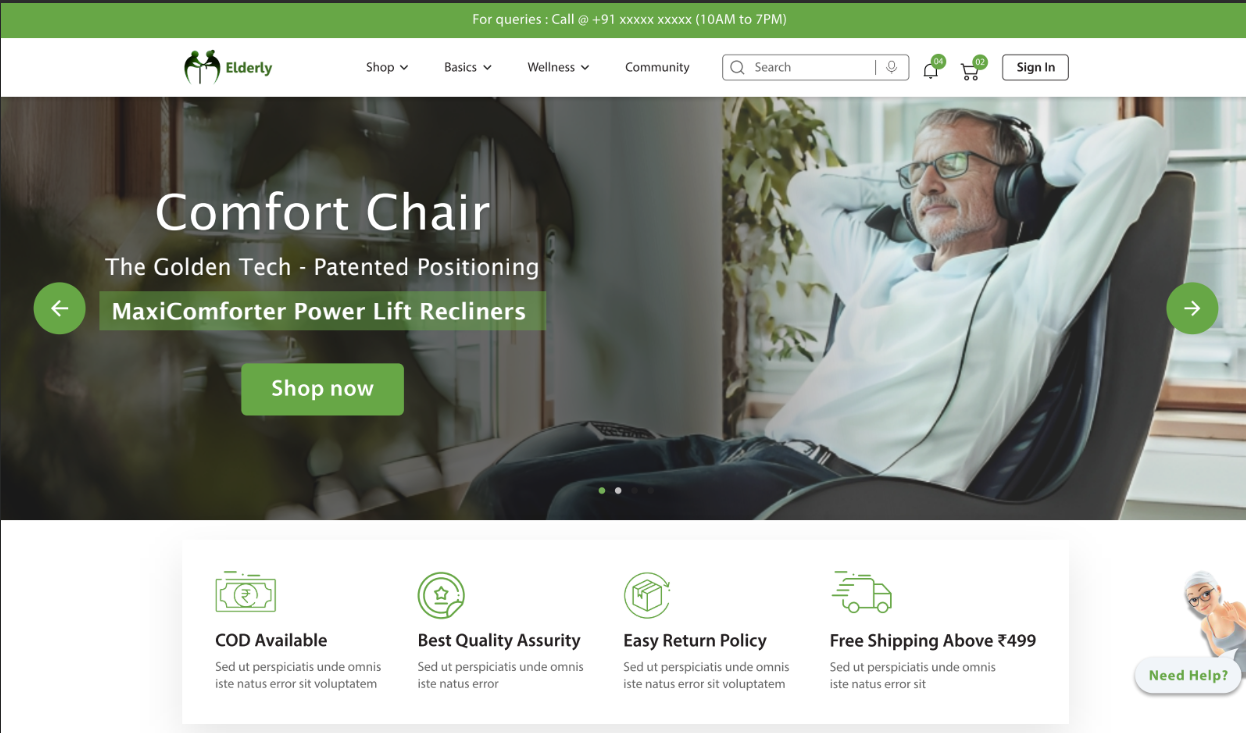 For queries : Call @ +91 xxxxx xxxxx (10AM to 7PM)
Elderly
Shop
Basics
Wellness
Community
Search
04
02
Sign In
Comfort Chair
The Golden Tech - Patented Positioning
MaxiComforter Power Lift Recliners
Shop now
COD Available
Sed ut perspiciatis unde omnis
iste natus error sit voluptatem
Best Quality Assurity
Sed ut perspiciatis unde omnis
iste natus error
Easy Return Policy
Sed ut perspiciatis unde omnis
iste natus error sit voluptatem
Free Shipping Above ₹499
Sed ut perspiciatis unde omnis
iste natus error sit
Need Help?